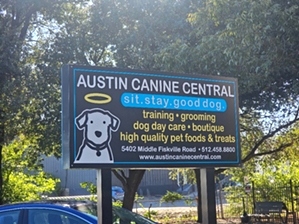 AUSTIN CANINE CENTRAL
sit.stay.good dog.
training • grooming
dog day care • boutique
high quality pet foods & treats
5402 Middle Fiskville Road • 512.458.8800
www.austincaninecentral.com